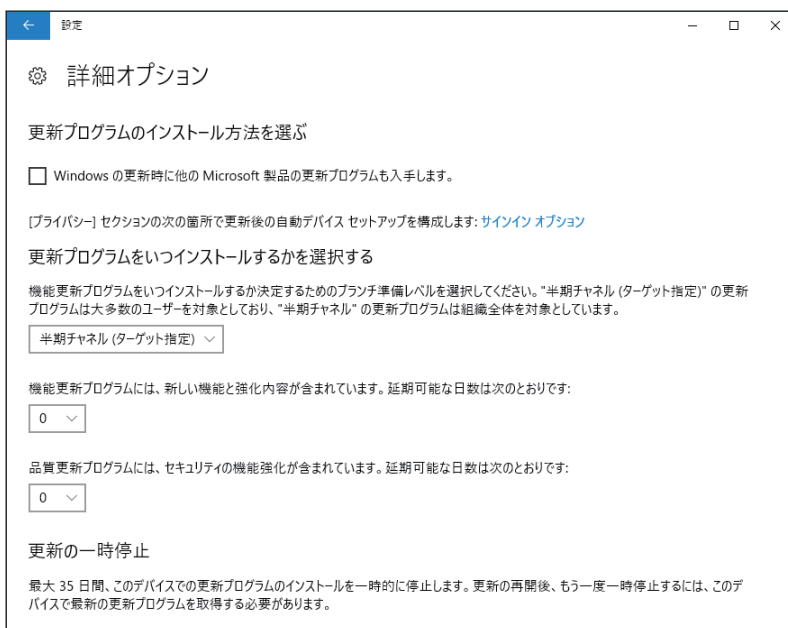 設定
詳細オプション
更新プログラムのインストール方法を選ぶ
Windows の更新時に他の Microsoft 製品の更新プログラムも入手します。
[プライバシー] セクションの次の箇所で更新後の自動デバイス セットアップを構成します: サインイン オプション
更新プログラムをいつインストールするかを選択する
機能更新プログラムをいつインストールするか決定するためのブランチ準備レベルを選択してください。"半期チャネル (ターゲット指定)" の更新
プログラムは大多数のユーザーを対象としており、"半期チャネル" の更新プログラムは組織全体を対象としています。
半期チャネル (ターゲット指定)
機能更新プログラムには、新しい機能と強化内容が含まれています。延期可能な日数は次のとおりです:
0
品質更新プログラムには、セキュリティの機能強化が含まれています。延期可能な日数は次のとおりです:
0
更新の一時停止
最大 35 日間、このデバイスでの更新プログラムのインストールを一時的に停止します。更新の再開後、もう一度一時停止するには、このデ
バイスで最新の更新プログラムを取得する必要があります。